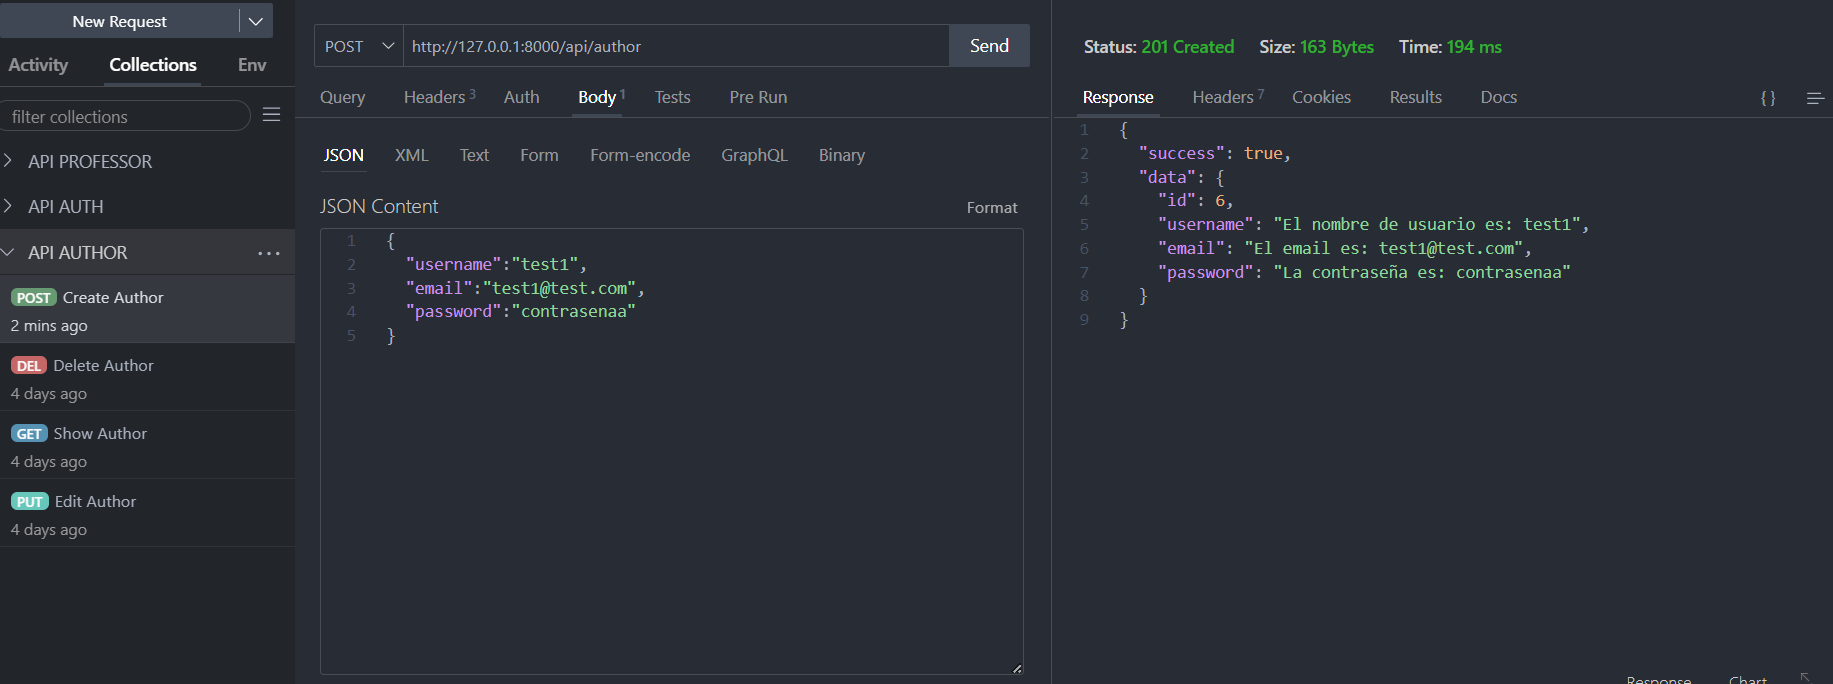 New Request
Activity Collections Env
filter collections
API PROFESSOR
API AUTH
API AUTHOR ...
POST Create Author
2 mins ago
DEL Delete Author
4 days ago
GET Show Author
4 days ago
PUT Edit Author
4 days ago
POST http://127.0.0.1:8000/api/author Send
Query Headers 3 Auth Body 1 Tests Pre Run
JSON XML Text Form Form-encode GraphQL Binary
JSON Content Format
1 {
2 "username":"test1",
3 "email":"test1@test.com",
4 "password":"contrasenaa"
5 }
Status: 201 Created Size: 163 Bytes Time: 194 ms
Response Headers 7 Cookies Results Docs { }
1 {
2 "success": true,
3 "data": {
4 "id": 6,
5 "username": "El nombre de usuario es: test1",
6 "email": "El email es: test1@test.com",
7 "password": "La contraseña es: contrasenaa"
8 }
9 }
Response Chart